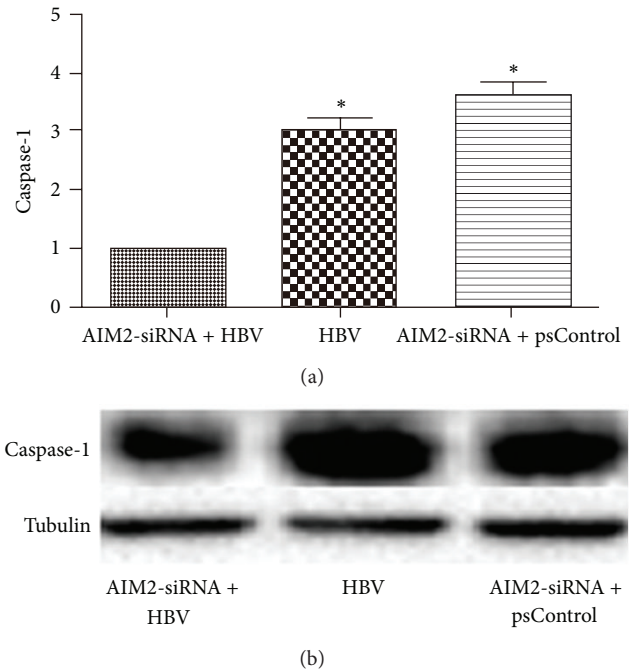 5
4
3
2
1
0
Caspase-1
*
*
AIM2-siRNA + HBV
HBV
AIM2-siRNA + psControl
(a)
Caspase-1
Tubulin
AIM2-siRNA +
HBV
HBV
AIM2-siRNA +
psControl
(b)